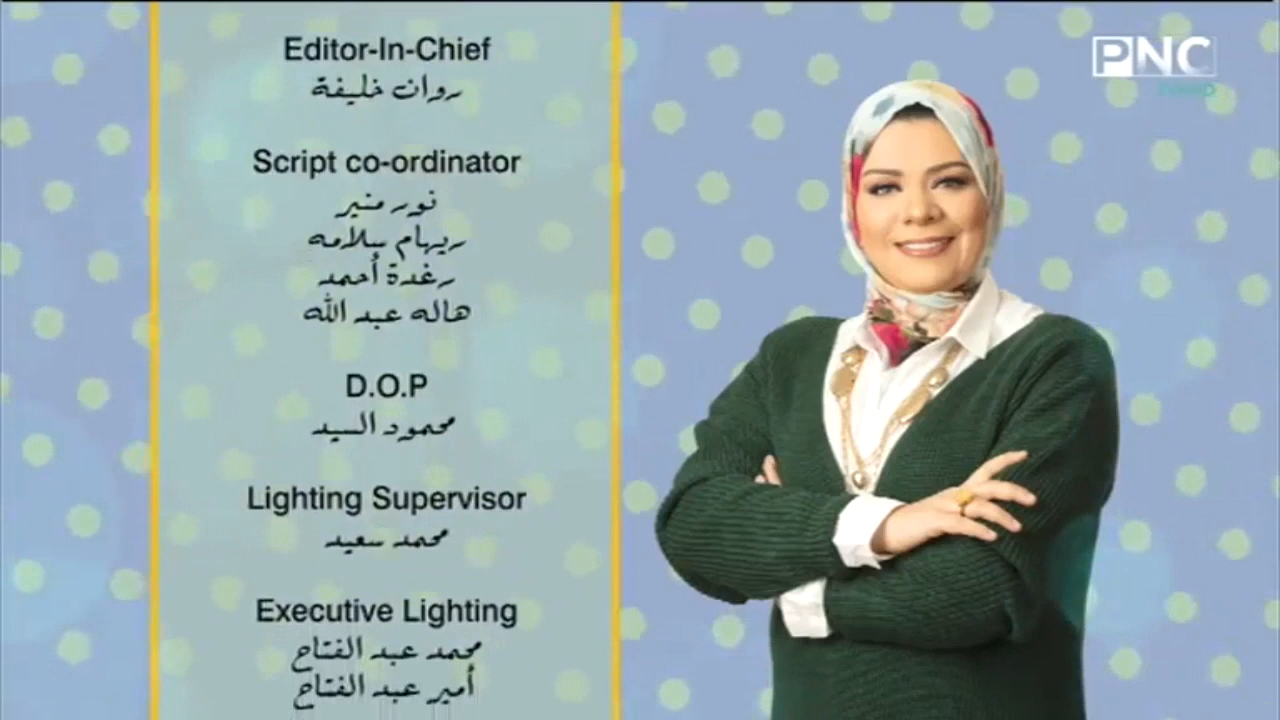 PNC
Editor-In-Chief
روان خليفة
Script co-ordinator
نور منير
ريهام سلامه
رغدة أحمد
هاله عبد الله
D.O.P
محمود السيد
Lighting Supervisor
محمد سعيد
Executive Lighting
محمد عبد الفتاح
أمير عبد الفتاح